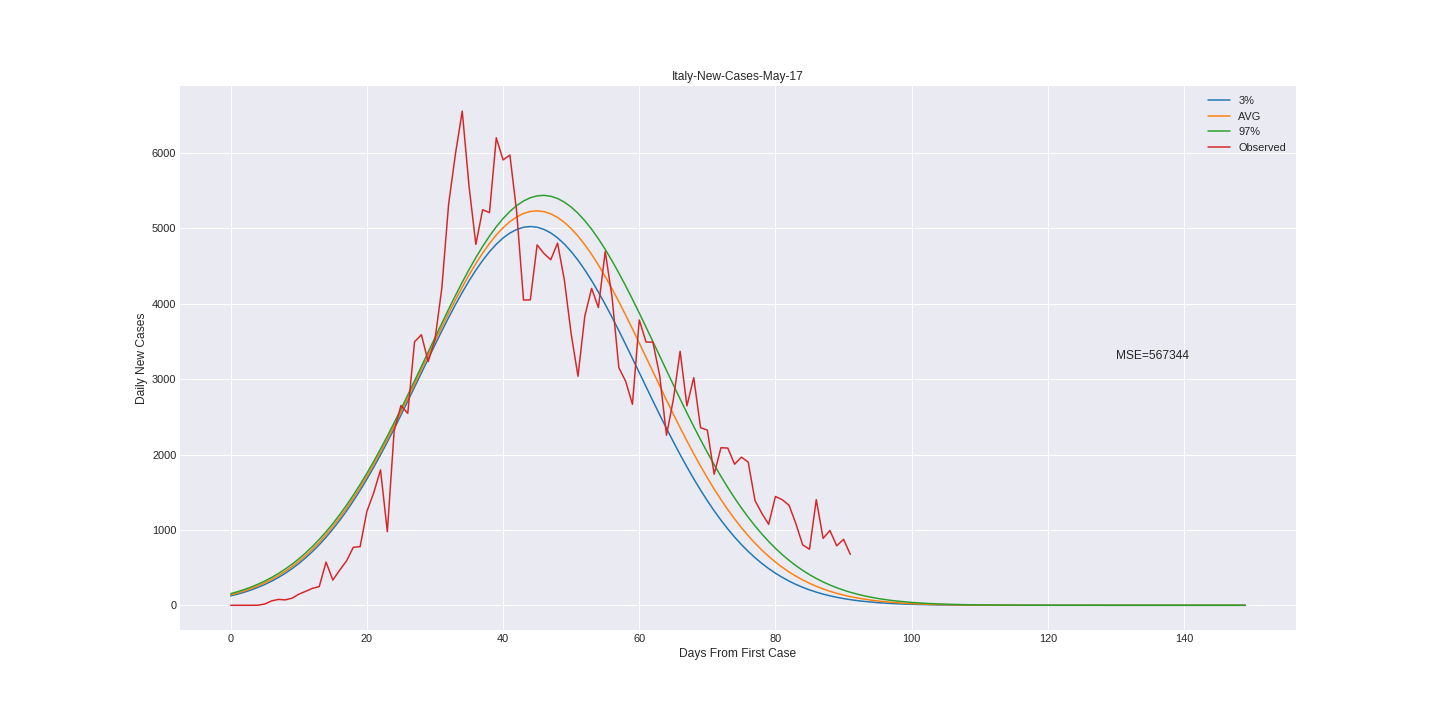 Italy-New-Cases-May-17
3%
AVG
97%
Observed
6000
5000
4000
3000
2000
1000
0
Daily New Cases
MSE=567344
0 20 40 60 80 100 120 140
Days From First Case